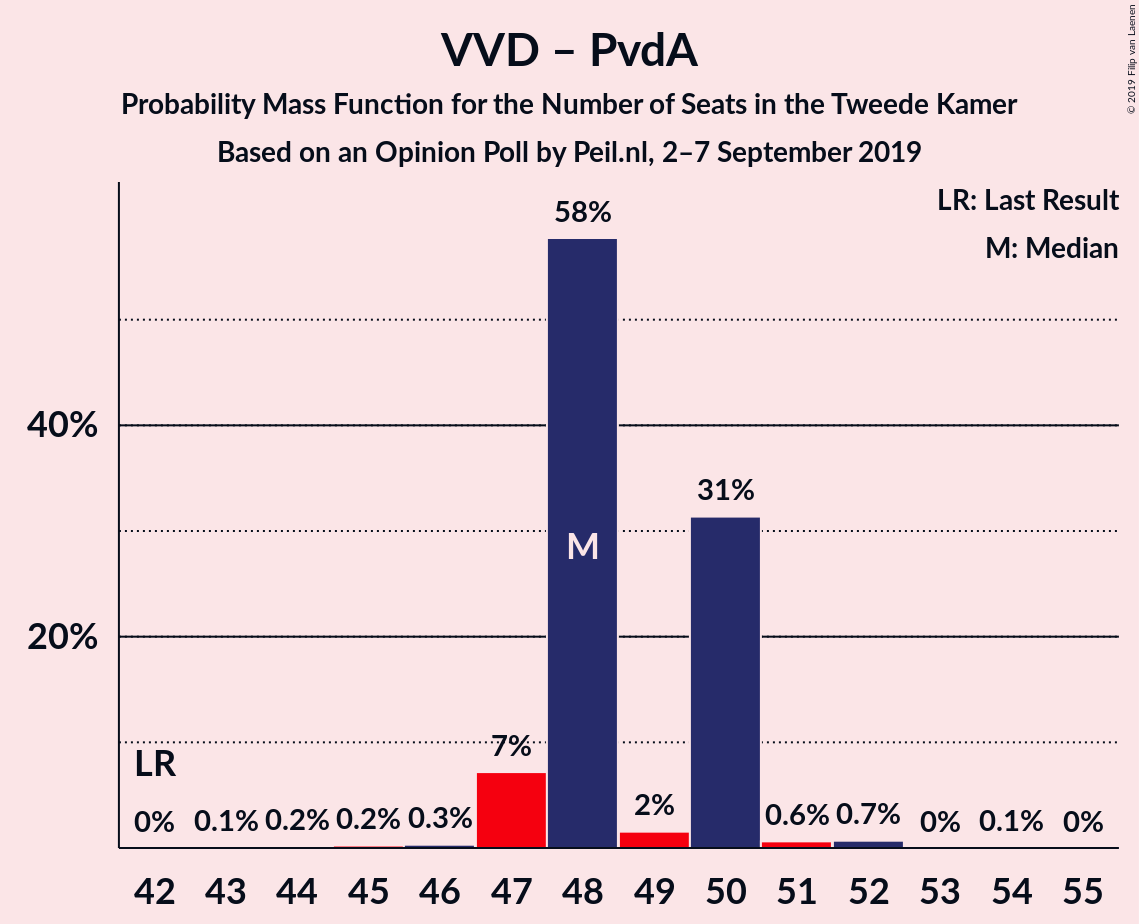 VVD – PvdA
Probability Mass Function for the Number of Seats in the Tweede Kamer
Based on an Opinion Poll by Peil.nl, 2–7 September 2019
© 2019 Filip van Laenen
LR: Last Result
M: Median
58%
40%
31%
M
20%
7%
LR
0% 0.1% 0.2% 0.2% 0.3% 2% 0.6% 0.7% 0% 0.1% 0%
42 43 44 45 46 47 48 49 50 51 52 53 54 55